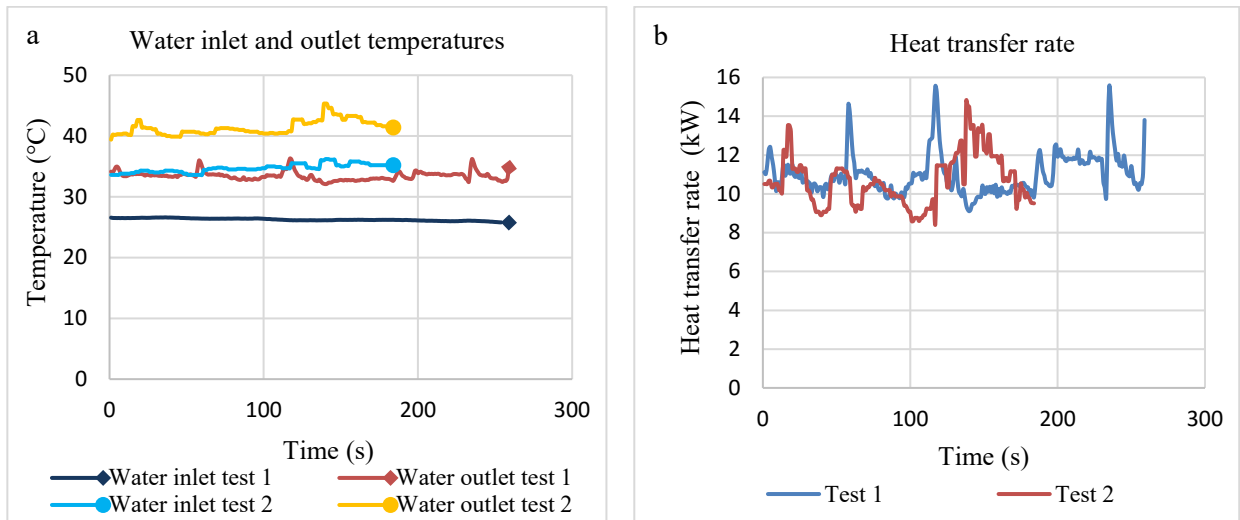 a
Water inlet and outlet temperatures
50
40
30
20
10
0
Temperature (°C)
0 100 200 300
Time (s)
Water inlet test 1 Water outlet test 1
Water inlet test 2 Water outlet test 2
b
Heat transfer rate
16
14
12
10
8
6
4
2
0
Heat transfer rate (kW)
0 100 200 300
Time (s)
Test 1 Test 2